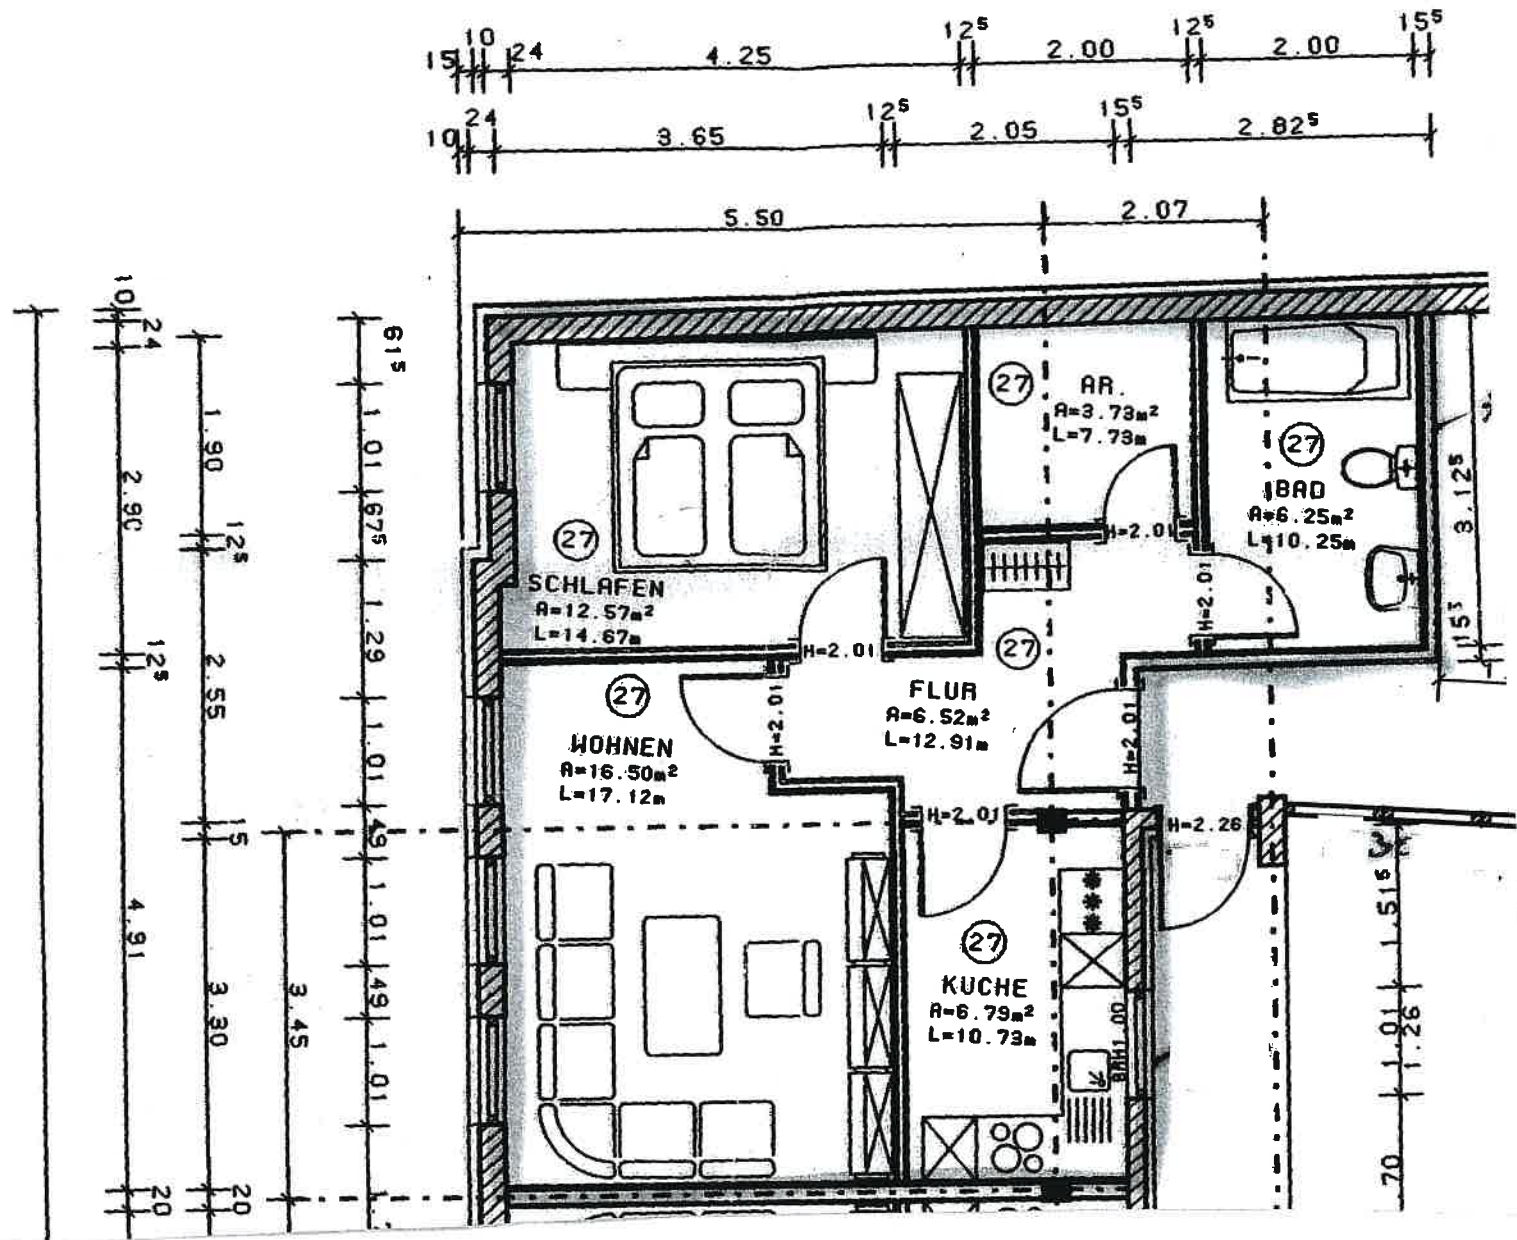 15 10 24 4.25 12⁵ 2.00 12⁵ 2.00 15⁵
10 24 3.65 12⁵ 2.05 15⁵ 2.82⁵
5.50 2.07
10 24 2.90 12⁵ 4.91 20
1.90 12⁵ 2.55 15 3.30 20
3.45
61⁵ 1.01 67⁵ 1.29 1.01 49 1.01 49 1.01
27
SCHLAFEN
A=12.57m²
L=14.67m
H=2.01
27
AR.
A=3.73m²
L=7.73m
H=2.01
27
BAD
A=6.25m²
L=10.25m
H=2.01
3.12⁵
15⁵
27
FLUR
A=6.52m²
L=12.91m
H=2.01
27
WOHNEN
A=16.50m²
L=17.12m
H=2.01
H=2.01
H=2.26
27
KUCHE
A=6.79m²
L=10.73m
BRH1.00
1.51⁵
1.01
1.26
.70